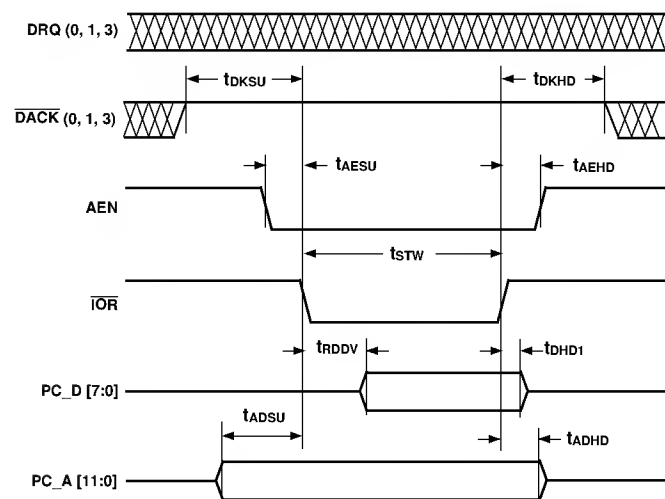 DRQ (0, 1, 3)
tDKSU
tDKHD
DACK (0, 1, 3)
tAESU
tAEHD
AEN
tSTW
IOR
tRDDV
tDHD1
PC_D [7:0]
tADSU
tADHD
PC_A [11:0]